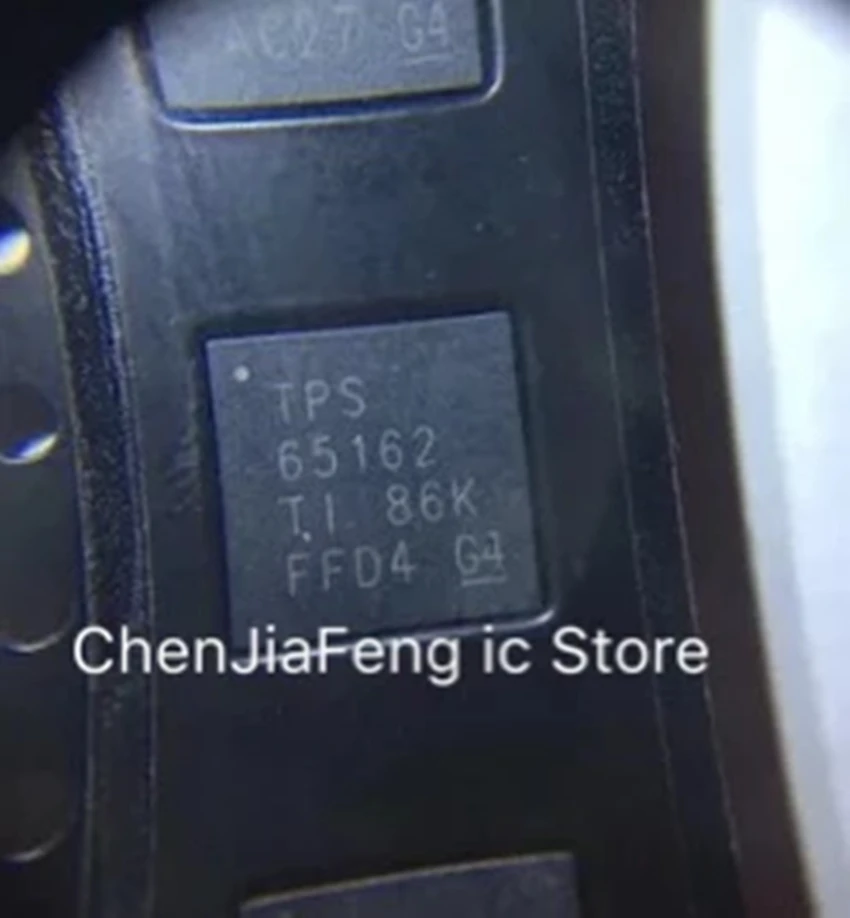 AC27 G4
TPS
65162
T.I. 86K
FFD4 G4
ChenJiaFeng ic Store